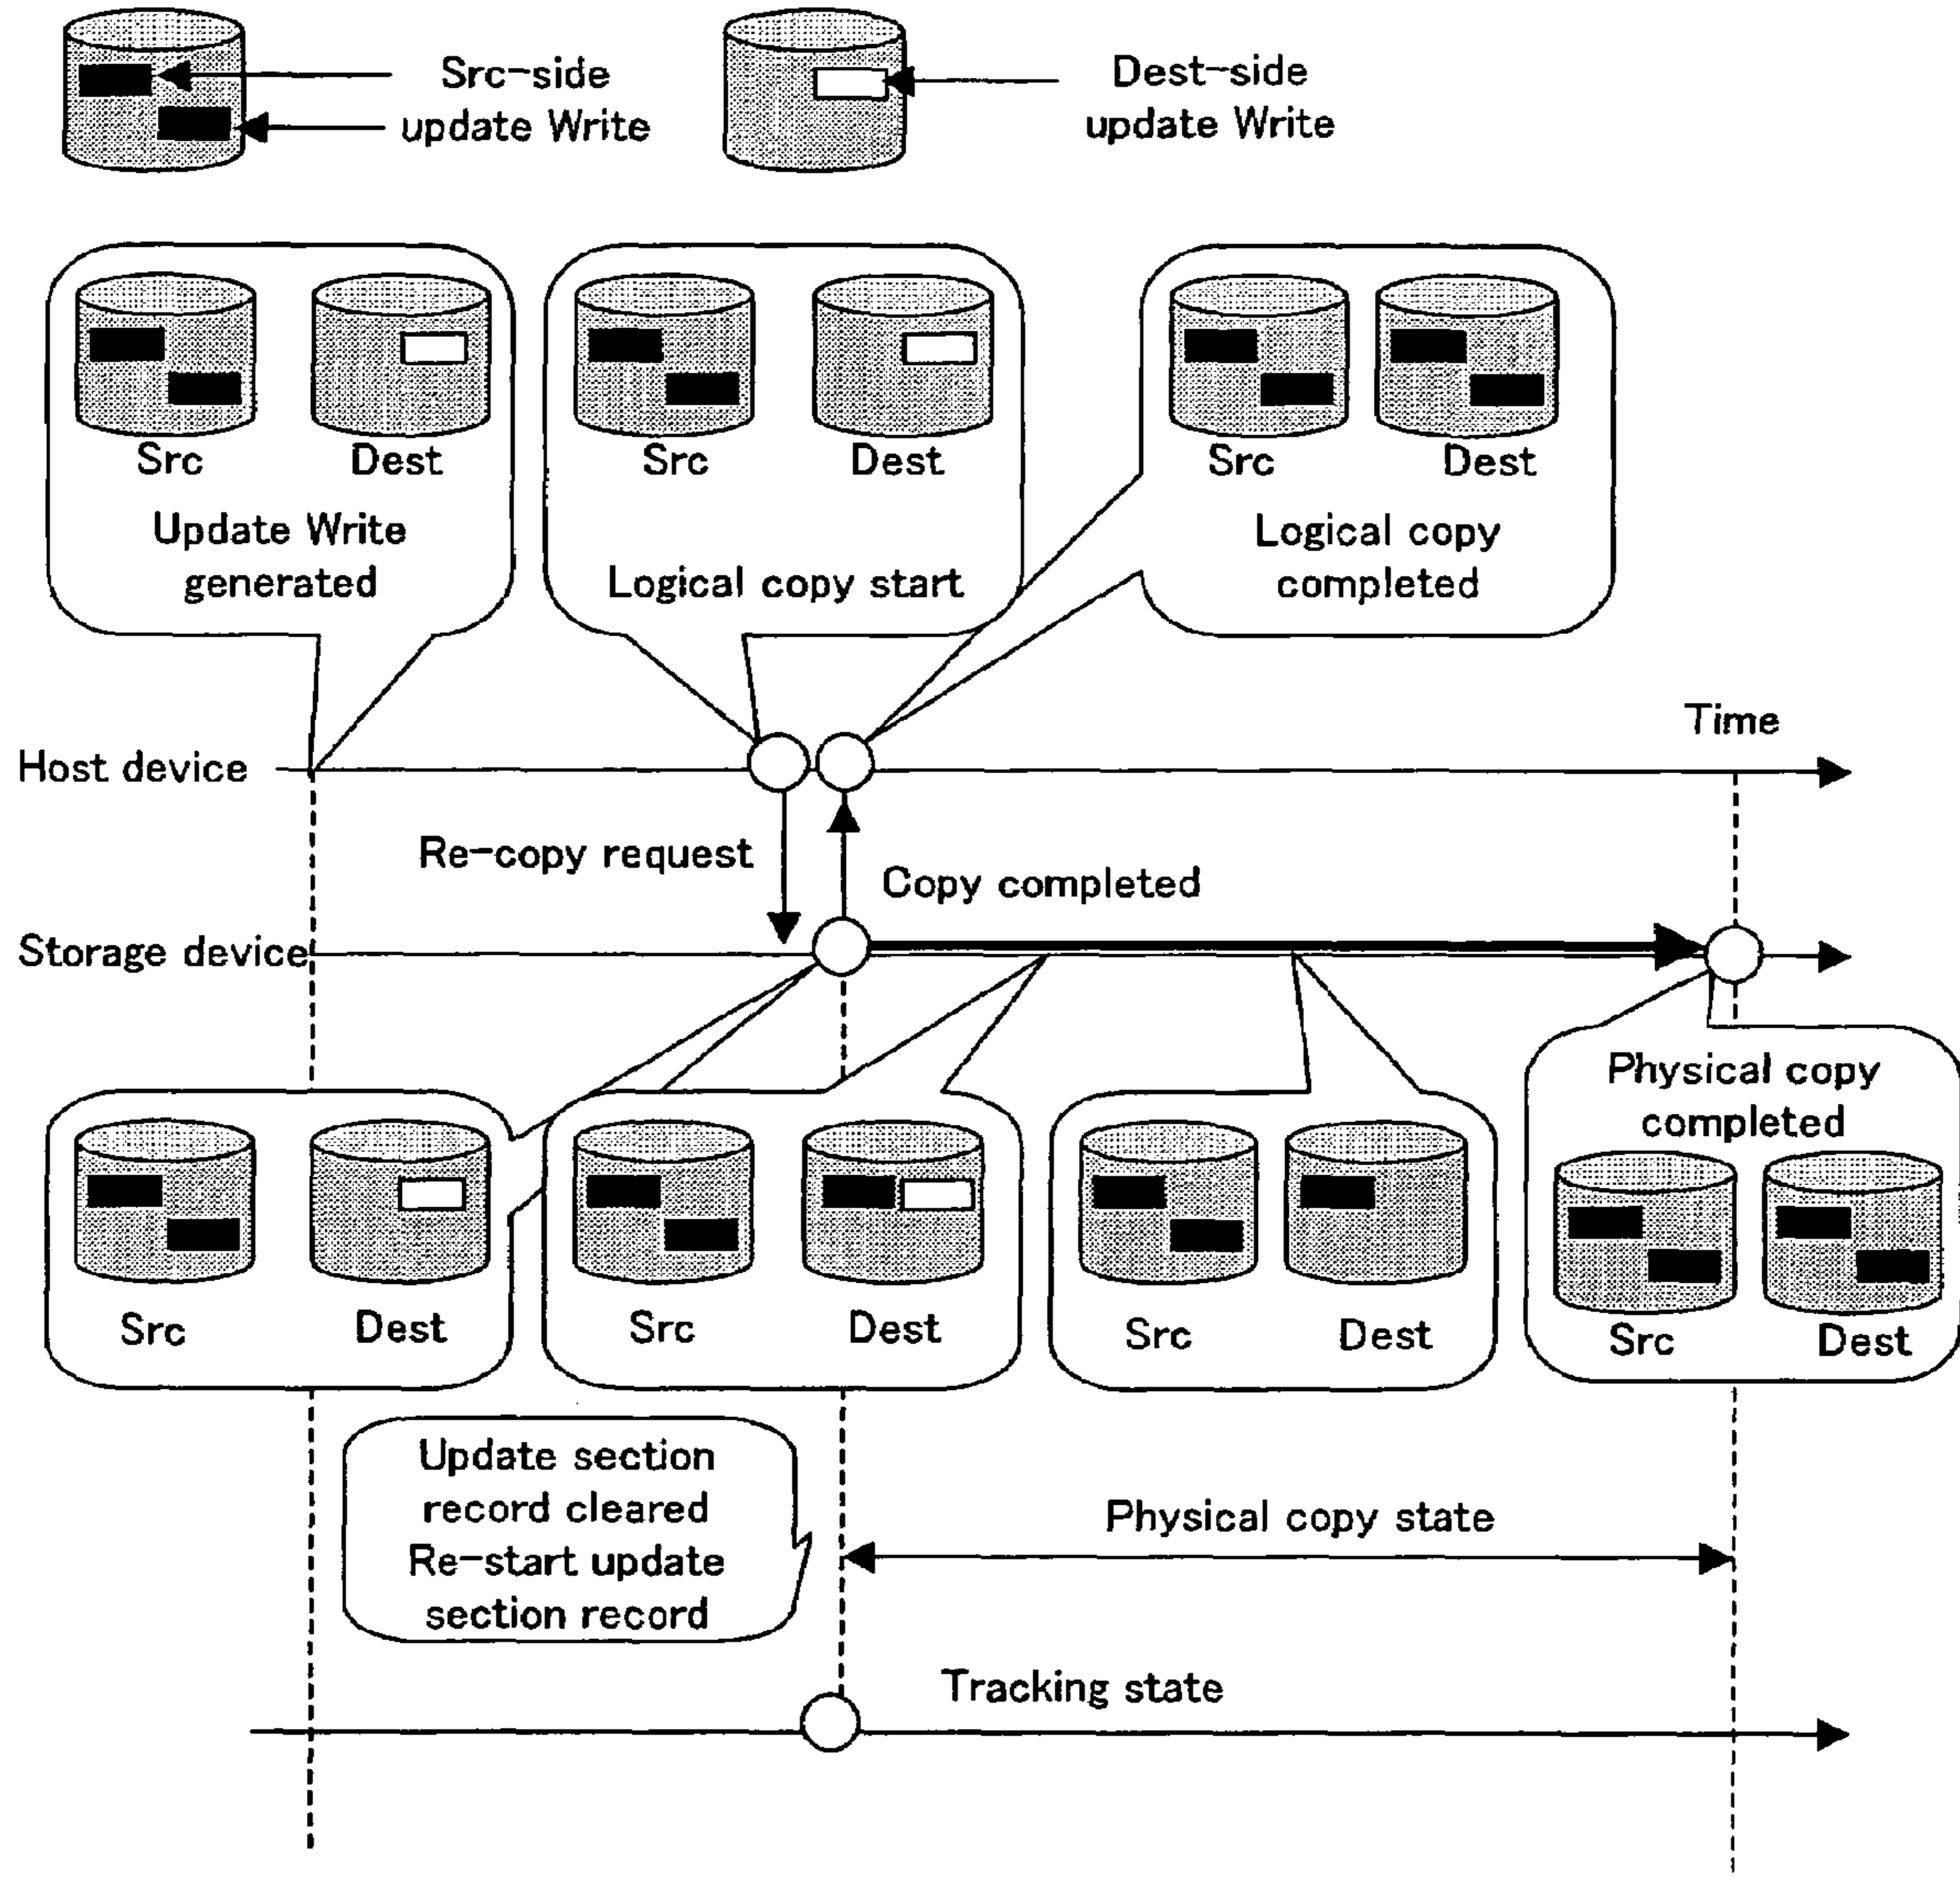 Src-side
update Write
Dest-side
update Write
Src
Dest
Update Write
generated
Src
Dest
Logical copy start
Src
Dest
Logical copy
completed
Time
Host device
Re-copy request
Copy completed
Storage device
Src
Dest
Src
Dest
Src
Dest
Physical copy
completed
Src
Dest
Update section
record cleared
Re-start update
section record
Physical copy state
Tracking state